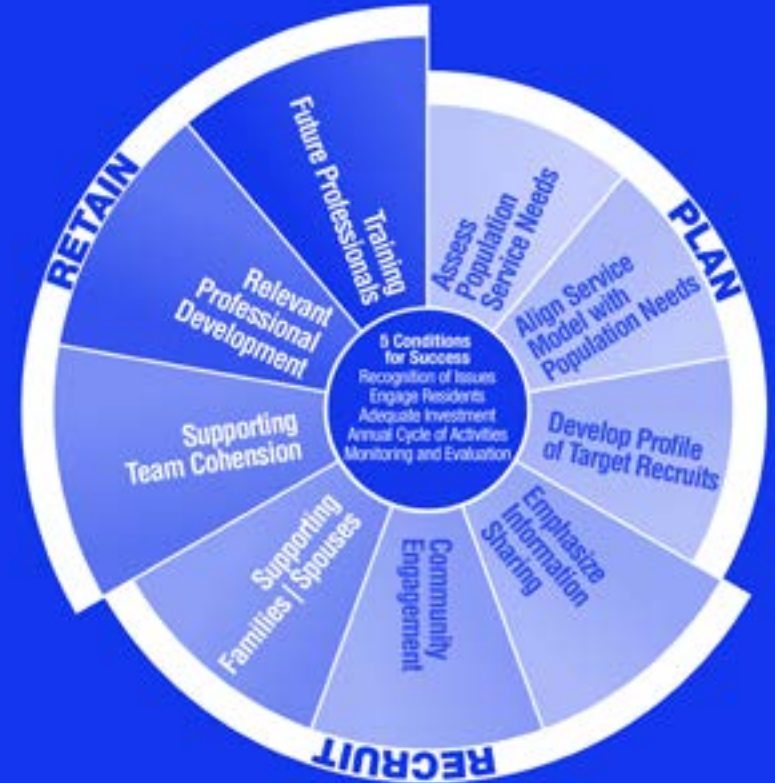 PLAN
Assess
Population
Service Needs
Align Service
Model with
Population Needs
Develop Profile
of Target Recruits
RECRUIT
Emphasize
Information
Sharing
Community
Engagement
Supporting
Families | Spouses
RETAIN
Supporting
Team Cohension
Relevant
Professional
Development
Training
Future Professionals
5 Conditions
for Success
Recognition of Issues
Engage Residents
Adequate Investment
Annual Cycle of Activities
Monitoring and Evaluation